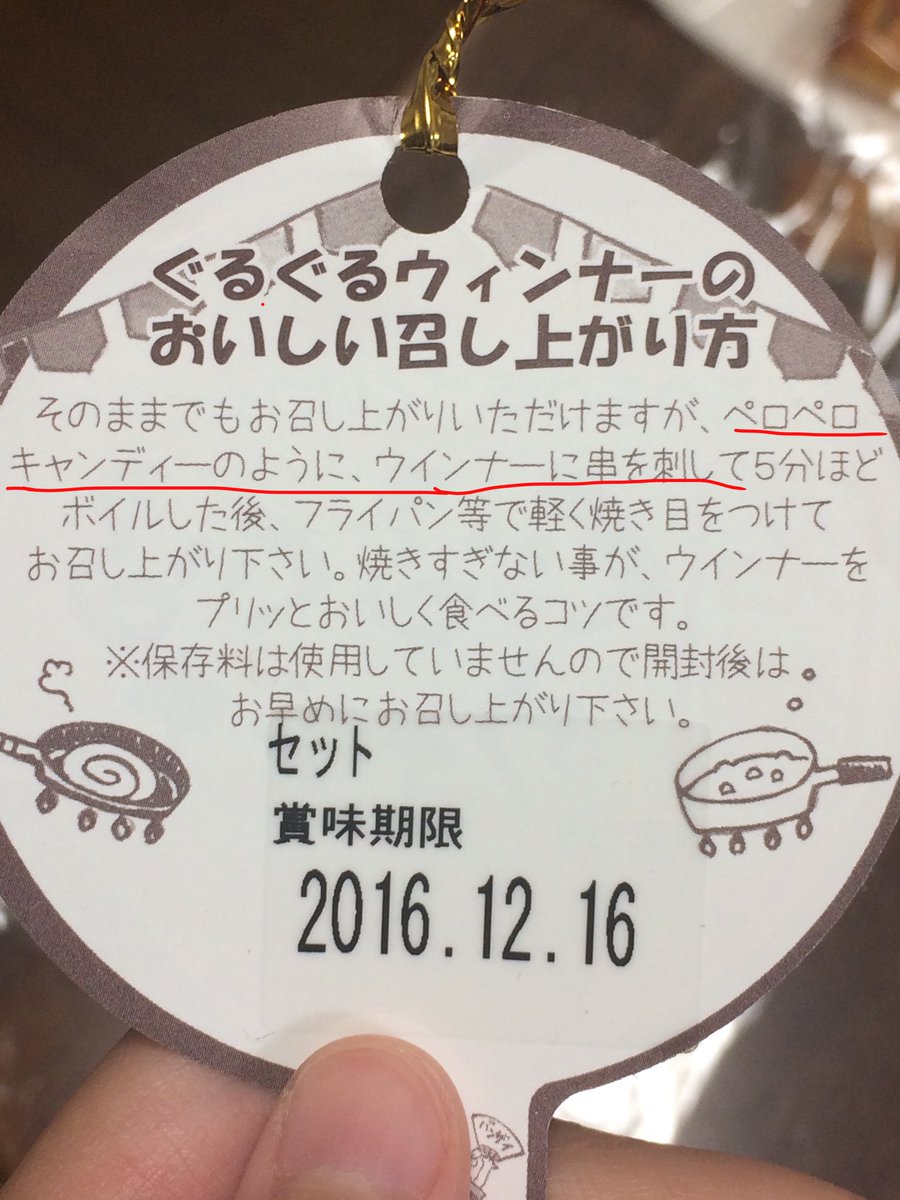 ぐるぐるウィンナーの
おいしい召し上がり方
そのままでもお召し上がりいただけますが、ペロペロ
キャンディーのように、ウインナーに串を刺して5分ほど
ボイルした後、フライパン等で軽く焼き目をつけて
お召し上がり下さい。焼きすぎない事が、ウインナーを
プリッとおいしく食べるコツです。
※保存料は使用していませんので開封後は
お早めにお召し上がり下さい。
セット
賞味期限
2016.12.16
バンザイ